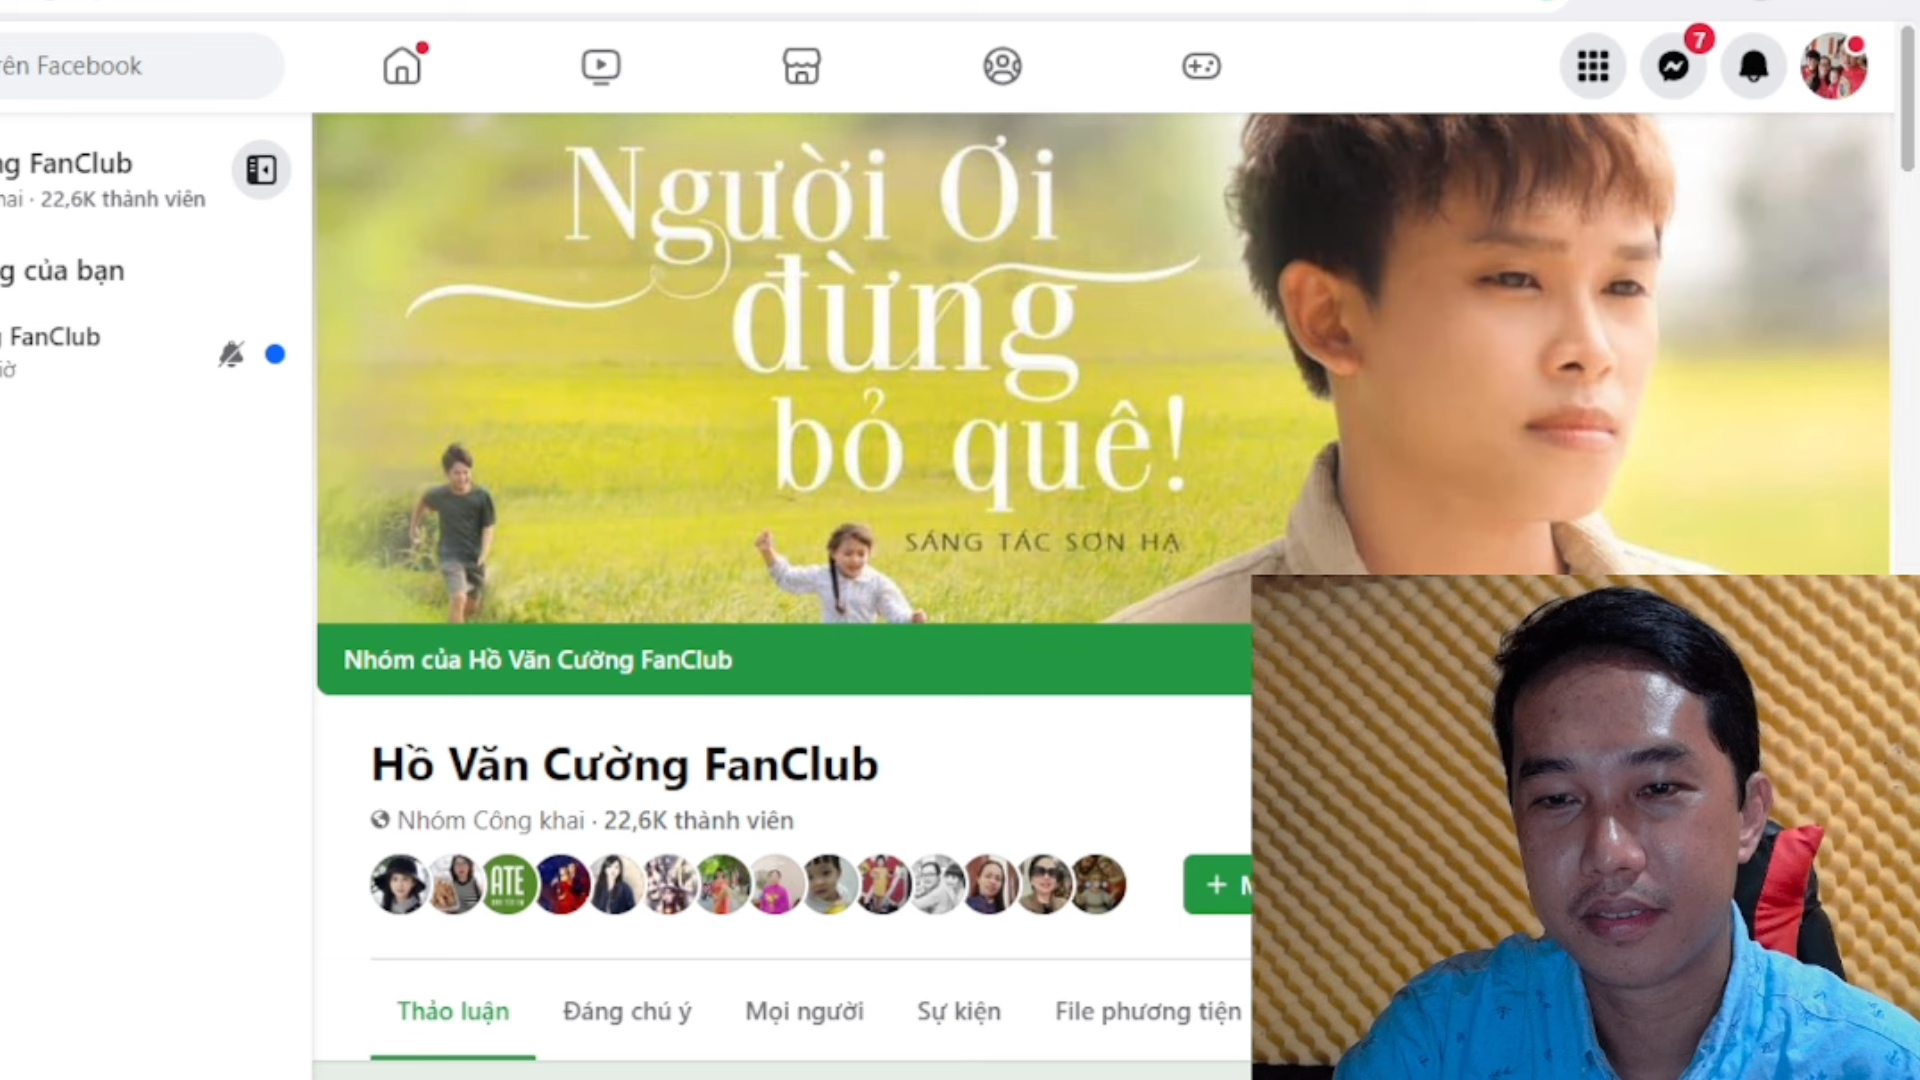 ên Facebook
7
g FanClub
ai · 22,6K thành viên
g của bạn
FanClub
iờ
Người Ơi
đừng
bỏ quê!
SÁNG TÁC SƠN HẠ
Nhóm của Hồ Văn Cường FanClub
Hồ Văn Cường FanClub
Nhóm Công khai · 22,6K thành viên
ATE
+ M
Thảo luận Đáng chú ý Mọi người Sự kiện File phương tiện